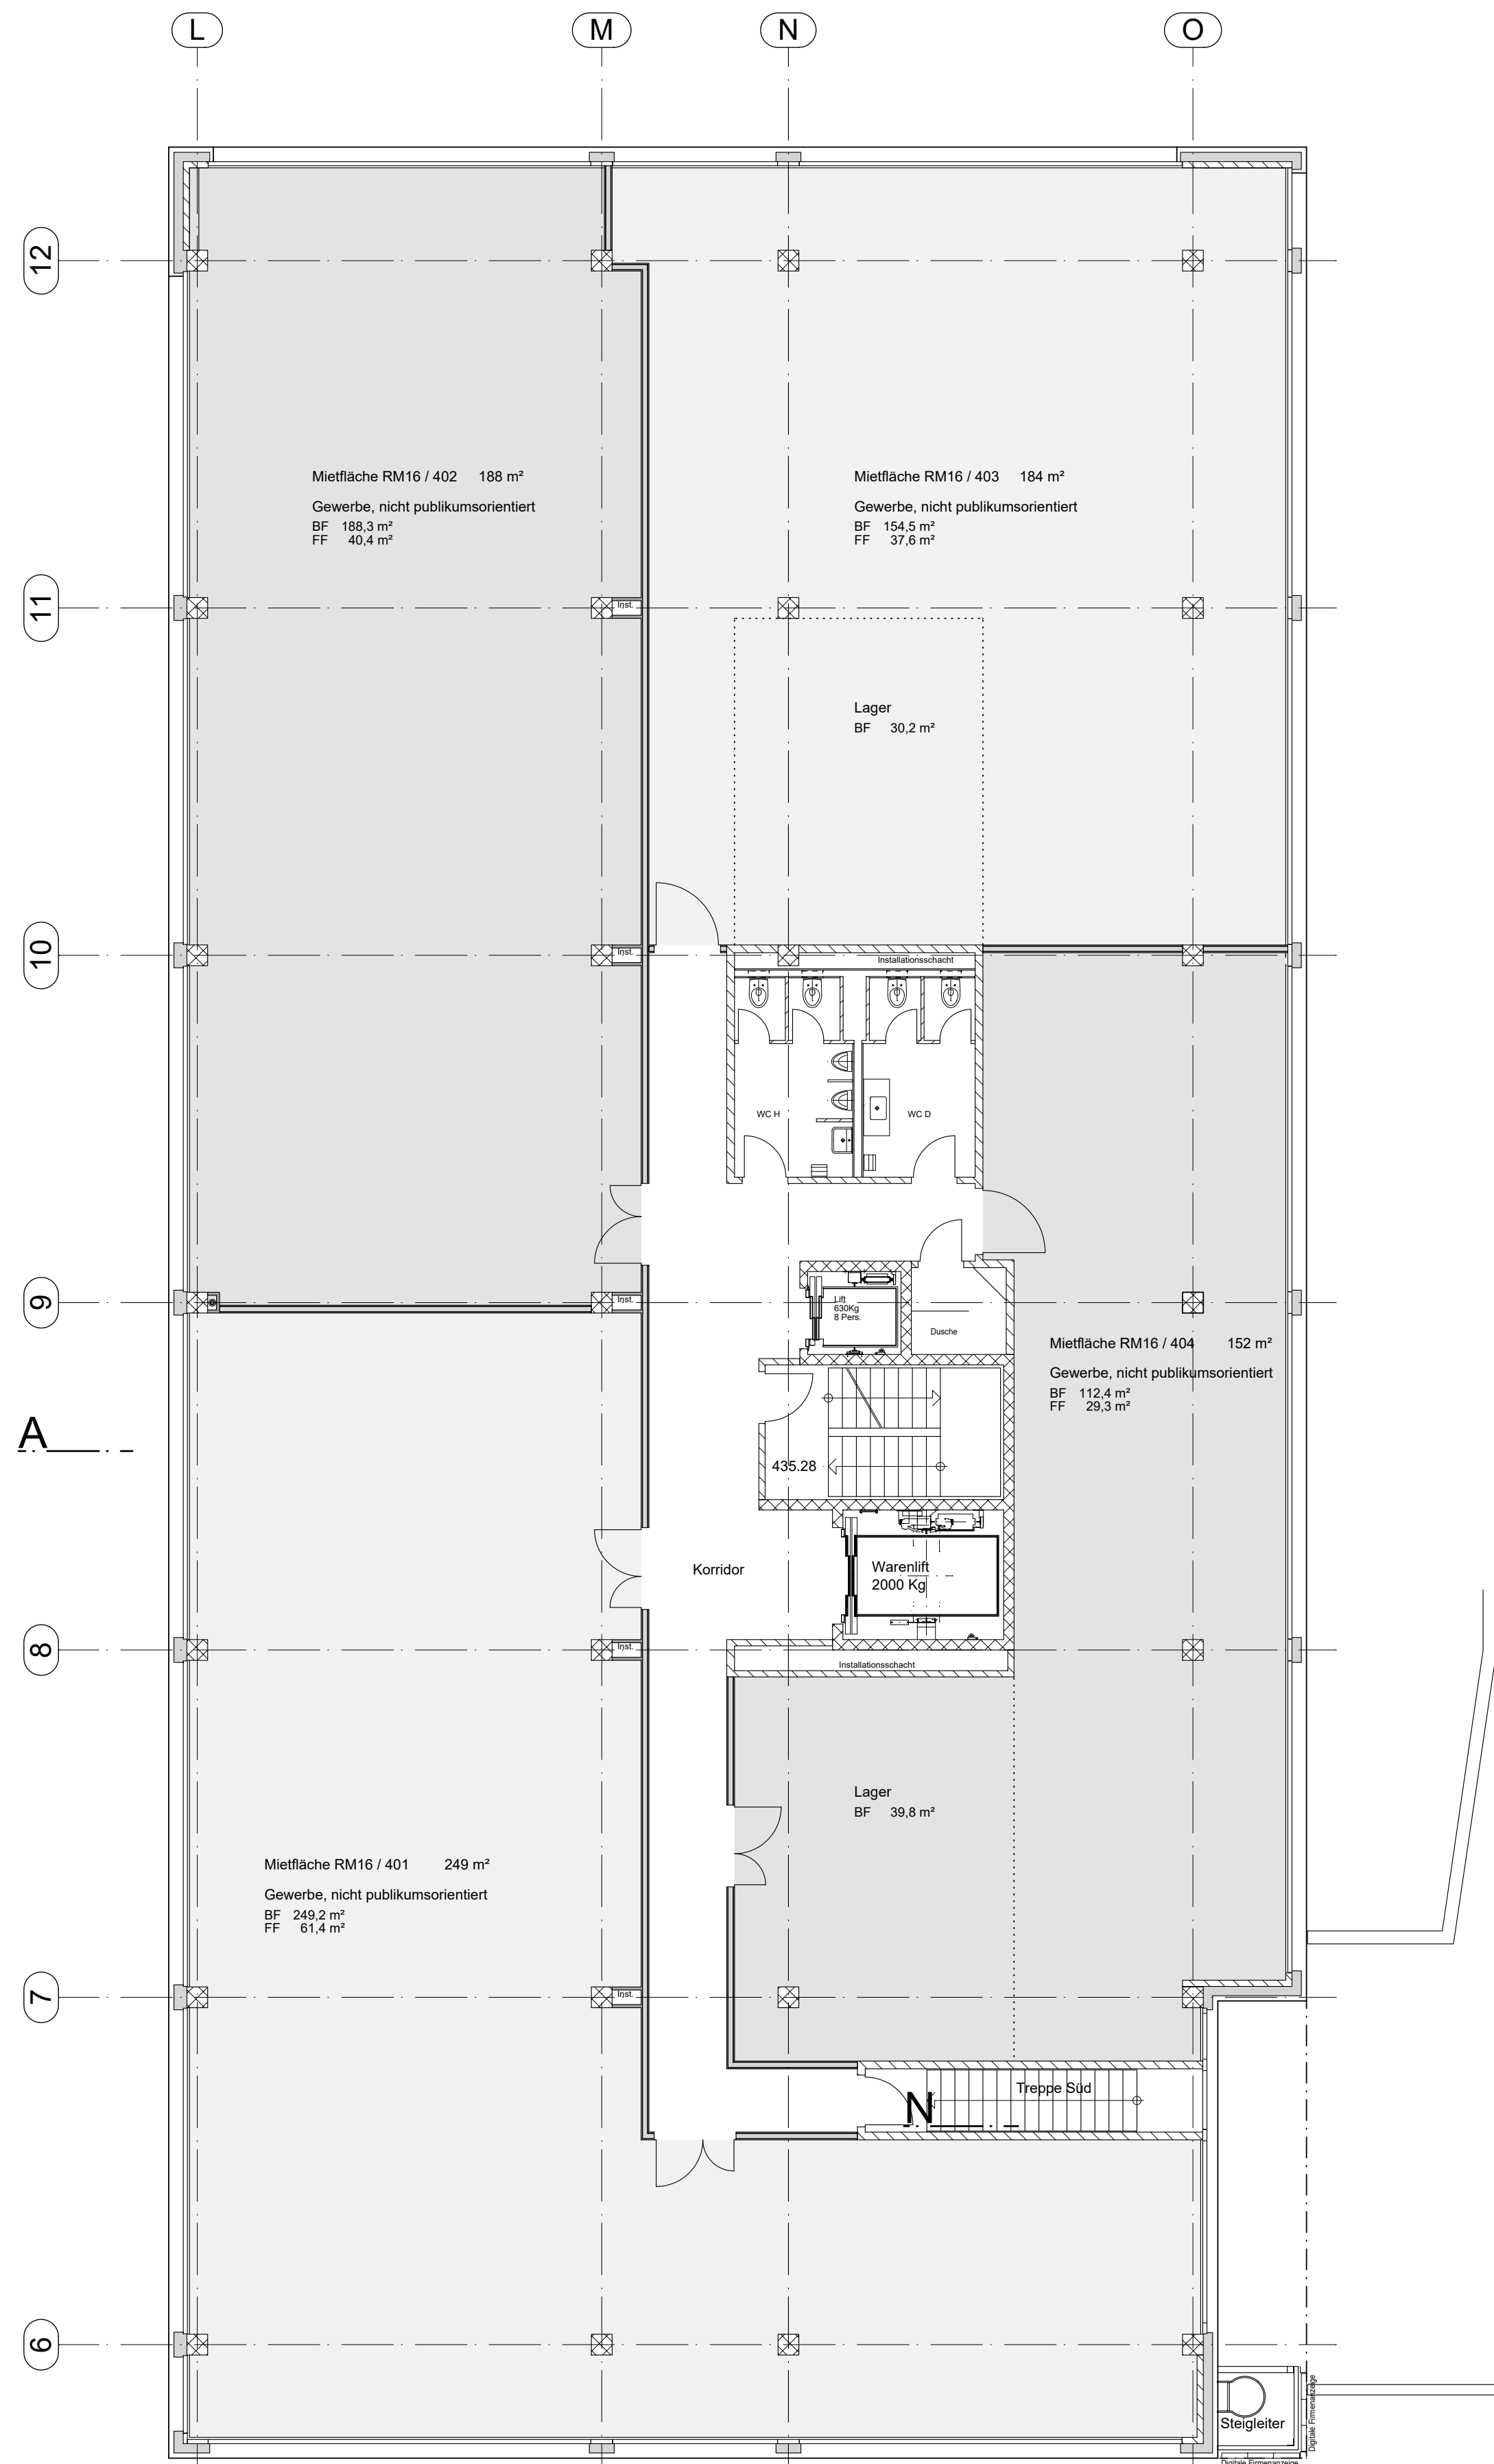 L
M
N
O
12
Mietfläche RM16 / 402 188 m²
Gewerbe, nicht publikumsorientiert
BF 188,3 m²
FF 40,4 m²
Mietfläche RM16 / 403 184 m²
Gewerbe, nicht publikumsorientiert
BF 154,5 m²
FF 37,6 m²
11
Inst.
Lager
BF 30,2 m²
10
Inst.
Installationsschacht
WC H
WC D
9
Inst.
Lift
630Kg
8 Pers.
Dusche
Mietfläche RM16 / 404 152 m²
Gewerbe, nicht publikumsorientiert
BF 112,4 m²
FF 29,3 m²
A
435.28
Korridor
Warenlift
2000 Kg
8
Inst.
Installationsschacht
Lager
BF 39,8 m²
Mietfläche RM16 / 401 249 m²
Gewerbe, nicht publikumsorientiert
BF 249,2 m²
FF 61,4 m²
7
Inst.
Treppe Süd
N
6
Digitale Firmenanzeige
Steigleiter
Digitale Firmenanzeige